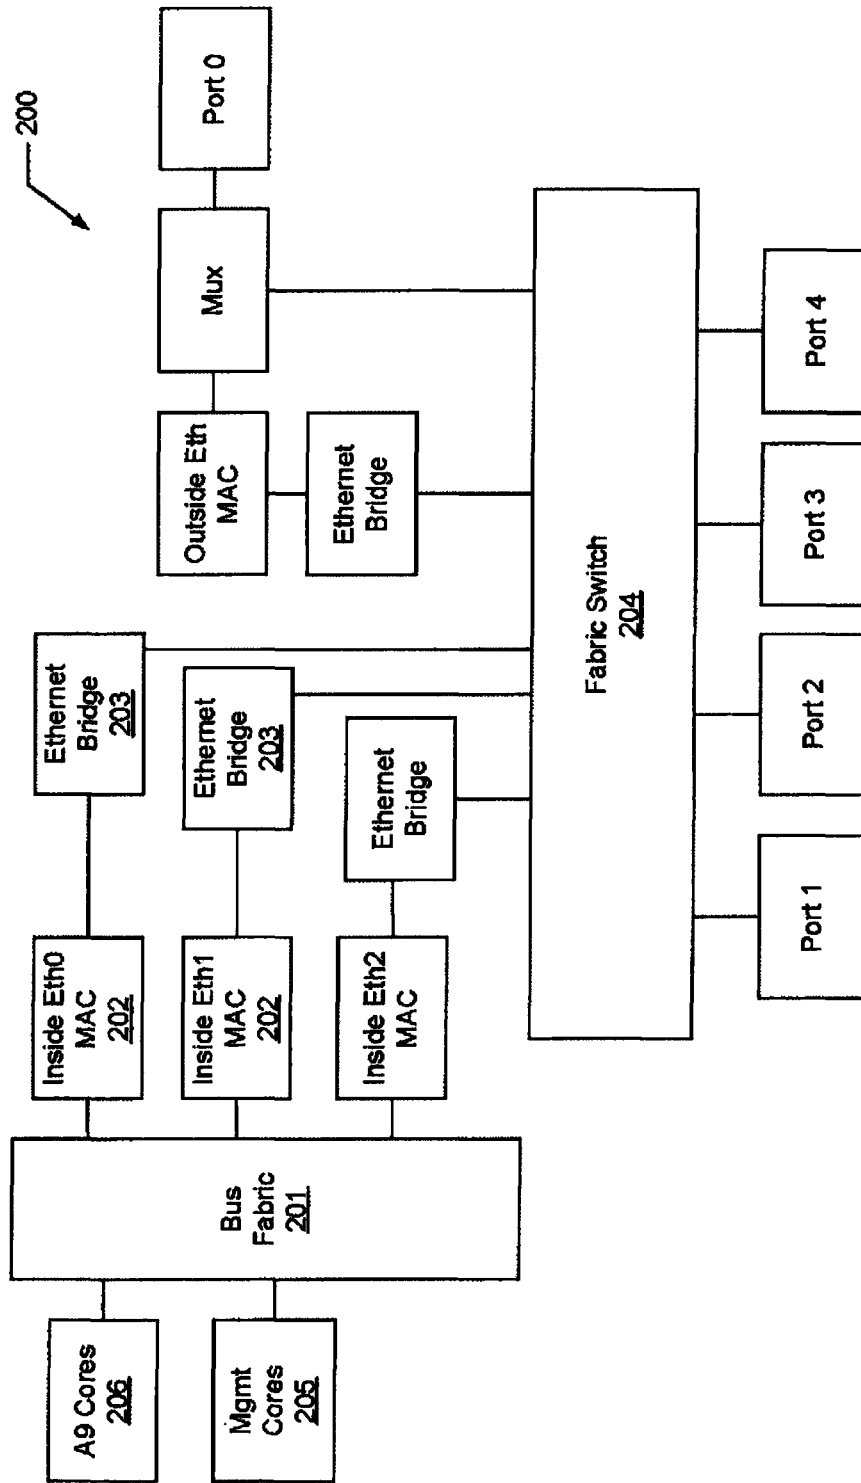 200
A9 Cores
206
Mgmt
Cores
205
Bus
Fabric
201
Inside Eth0
MAC
202
Inside Eth1
MAC
202
Inside Eth2
MAC
Ethernet
Bridge
203
Ethernet
Bridge
203
Ethernet
Bridge
Outside Eth
MAC
Ethernet
Bridge
Mux
Port 0
Fabric Switch
204
Port 1
Port 2
Port 3
Port 4